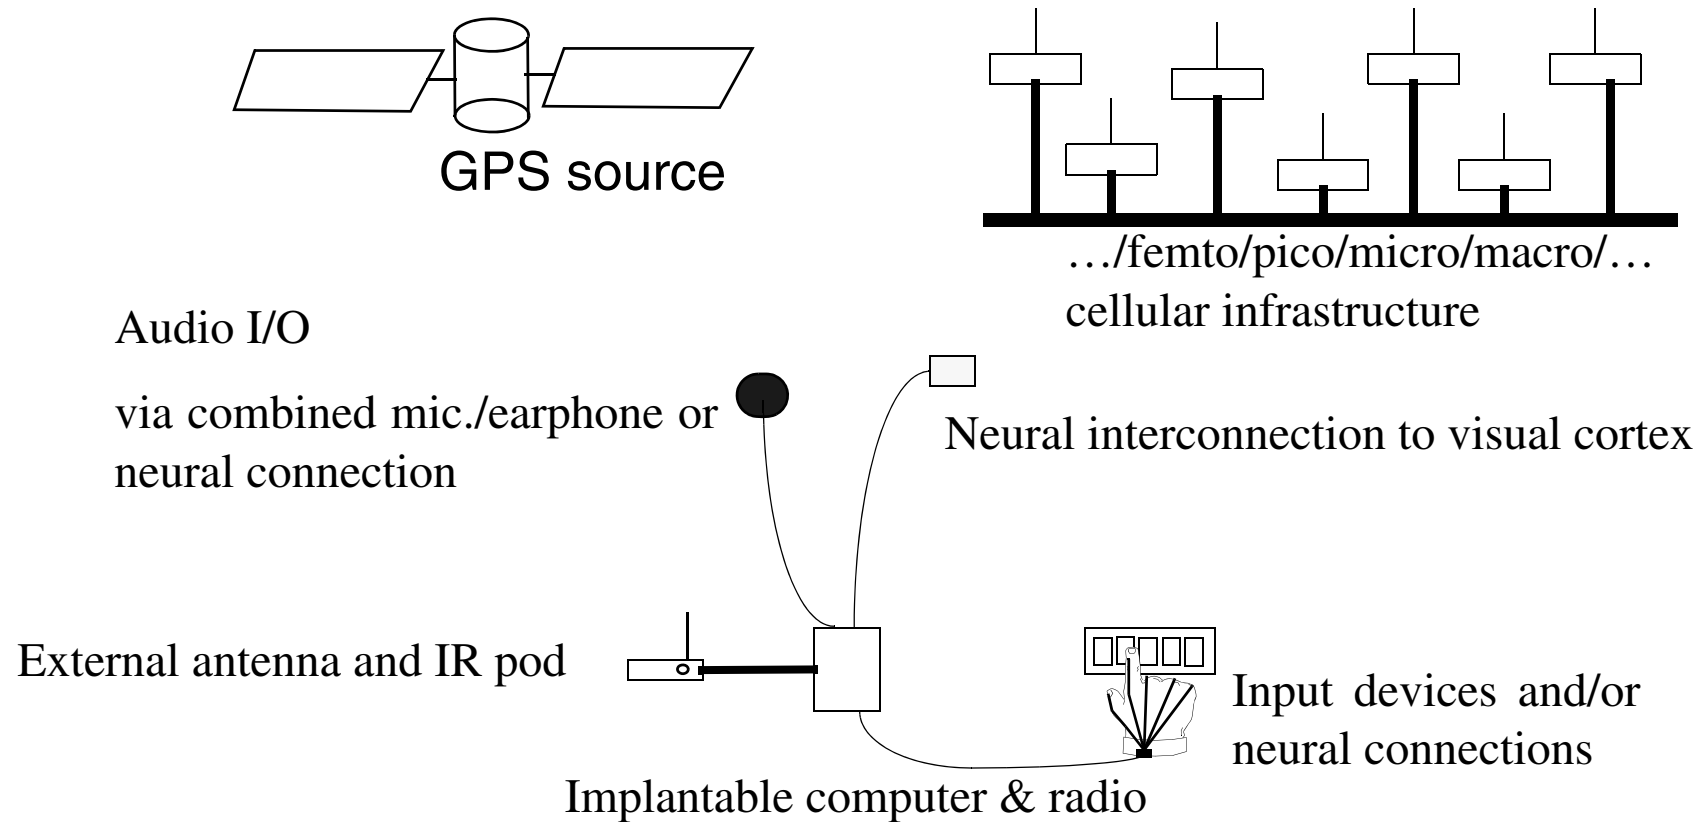 GPS source
…/femto/pico/micro/macro/…
cellular infrastructure
Audio I/O
via combined mic./earphone or
neural connection
Neural interconnection to visual cortex
External antenna and IR pod
Input devices and/or
neural connections
Implantable computer & radio